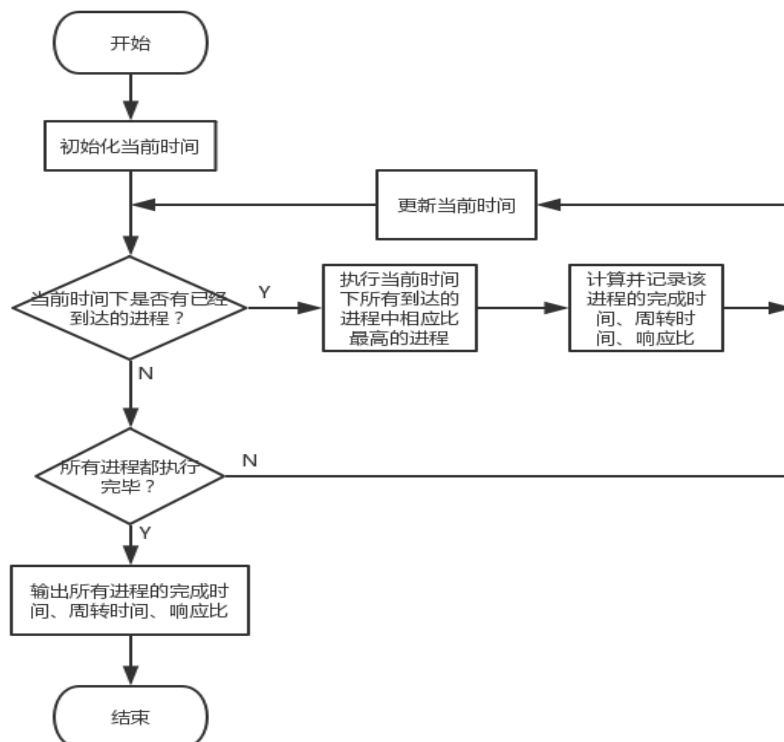 开始
初始化当前时间
更新当前时间
当前时间下是否有已经
到达的进程？
Y
执行当前时间
下所有到达的
进程中相应比
最高的进程
计算并记录该
进程的完成时
间、周转时
间、响应比
N
所有进程都执行
完毕？
N
Y
输出所有进程的完成时
间、周转时间、响应比
结束